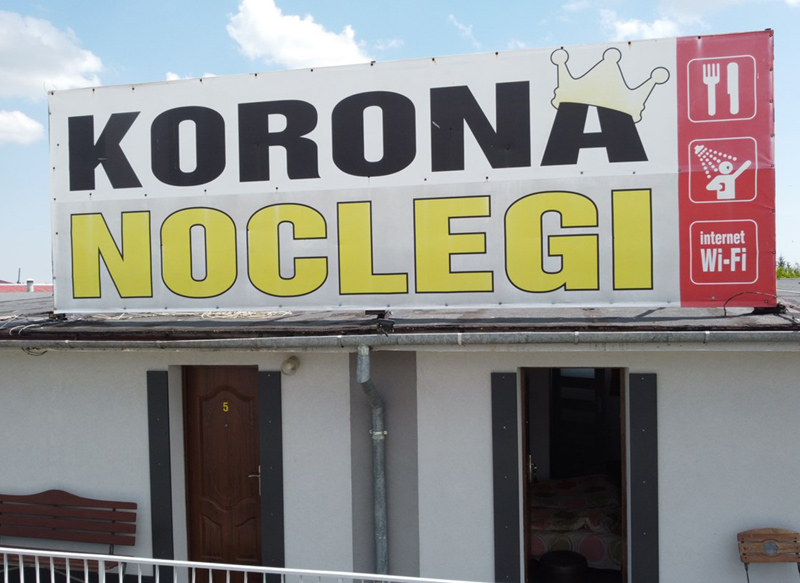 KORONA
NOCLEGI
internet
Wi-Fi
5